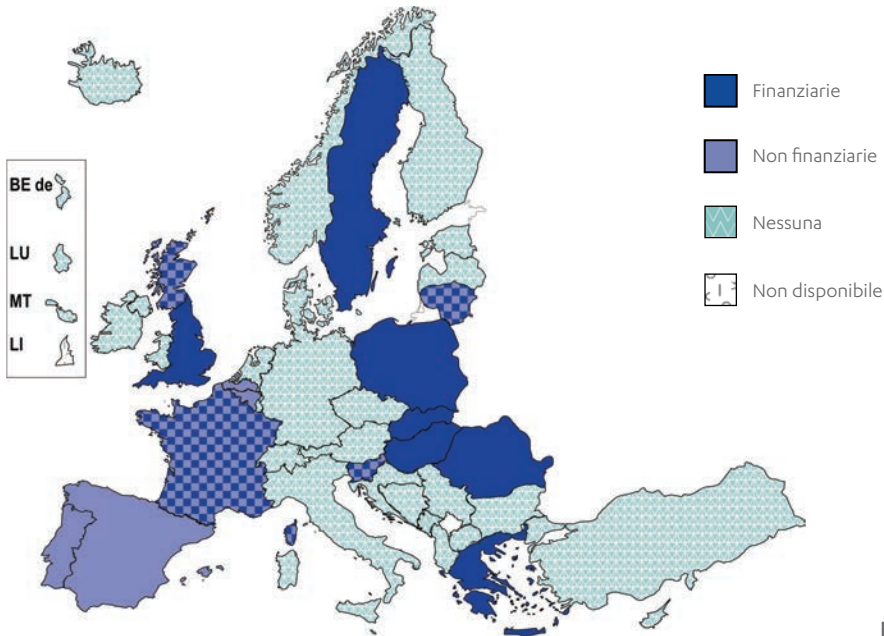 Finanziarie
Non finanziarie
Nessuna
Non disponibile
BE de
LU
MT
LI